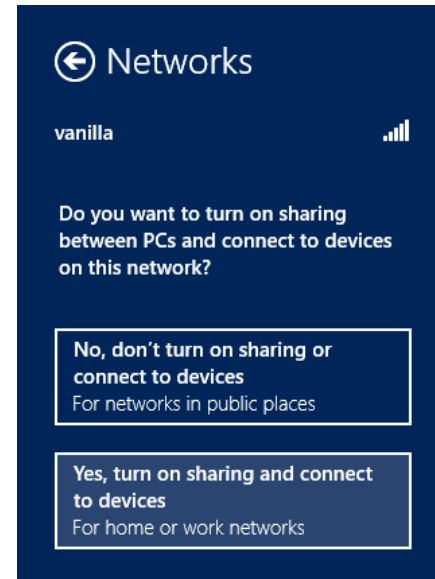 Networks
vanilla
Do you want to turn on sharing
between PCs and connect to devices
on this network?
No, don't turn on sharing or
connect to devices
For networks in public places
Yes, turn on sharing and connect
to devices
For home or work networks